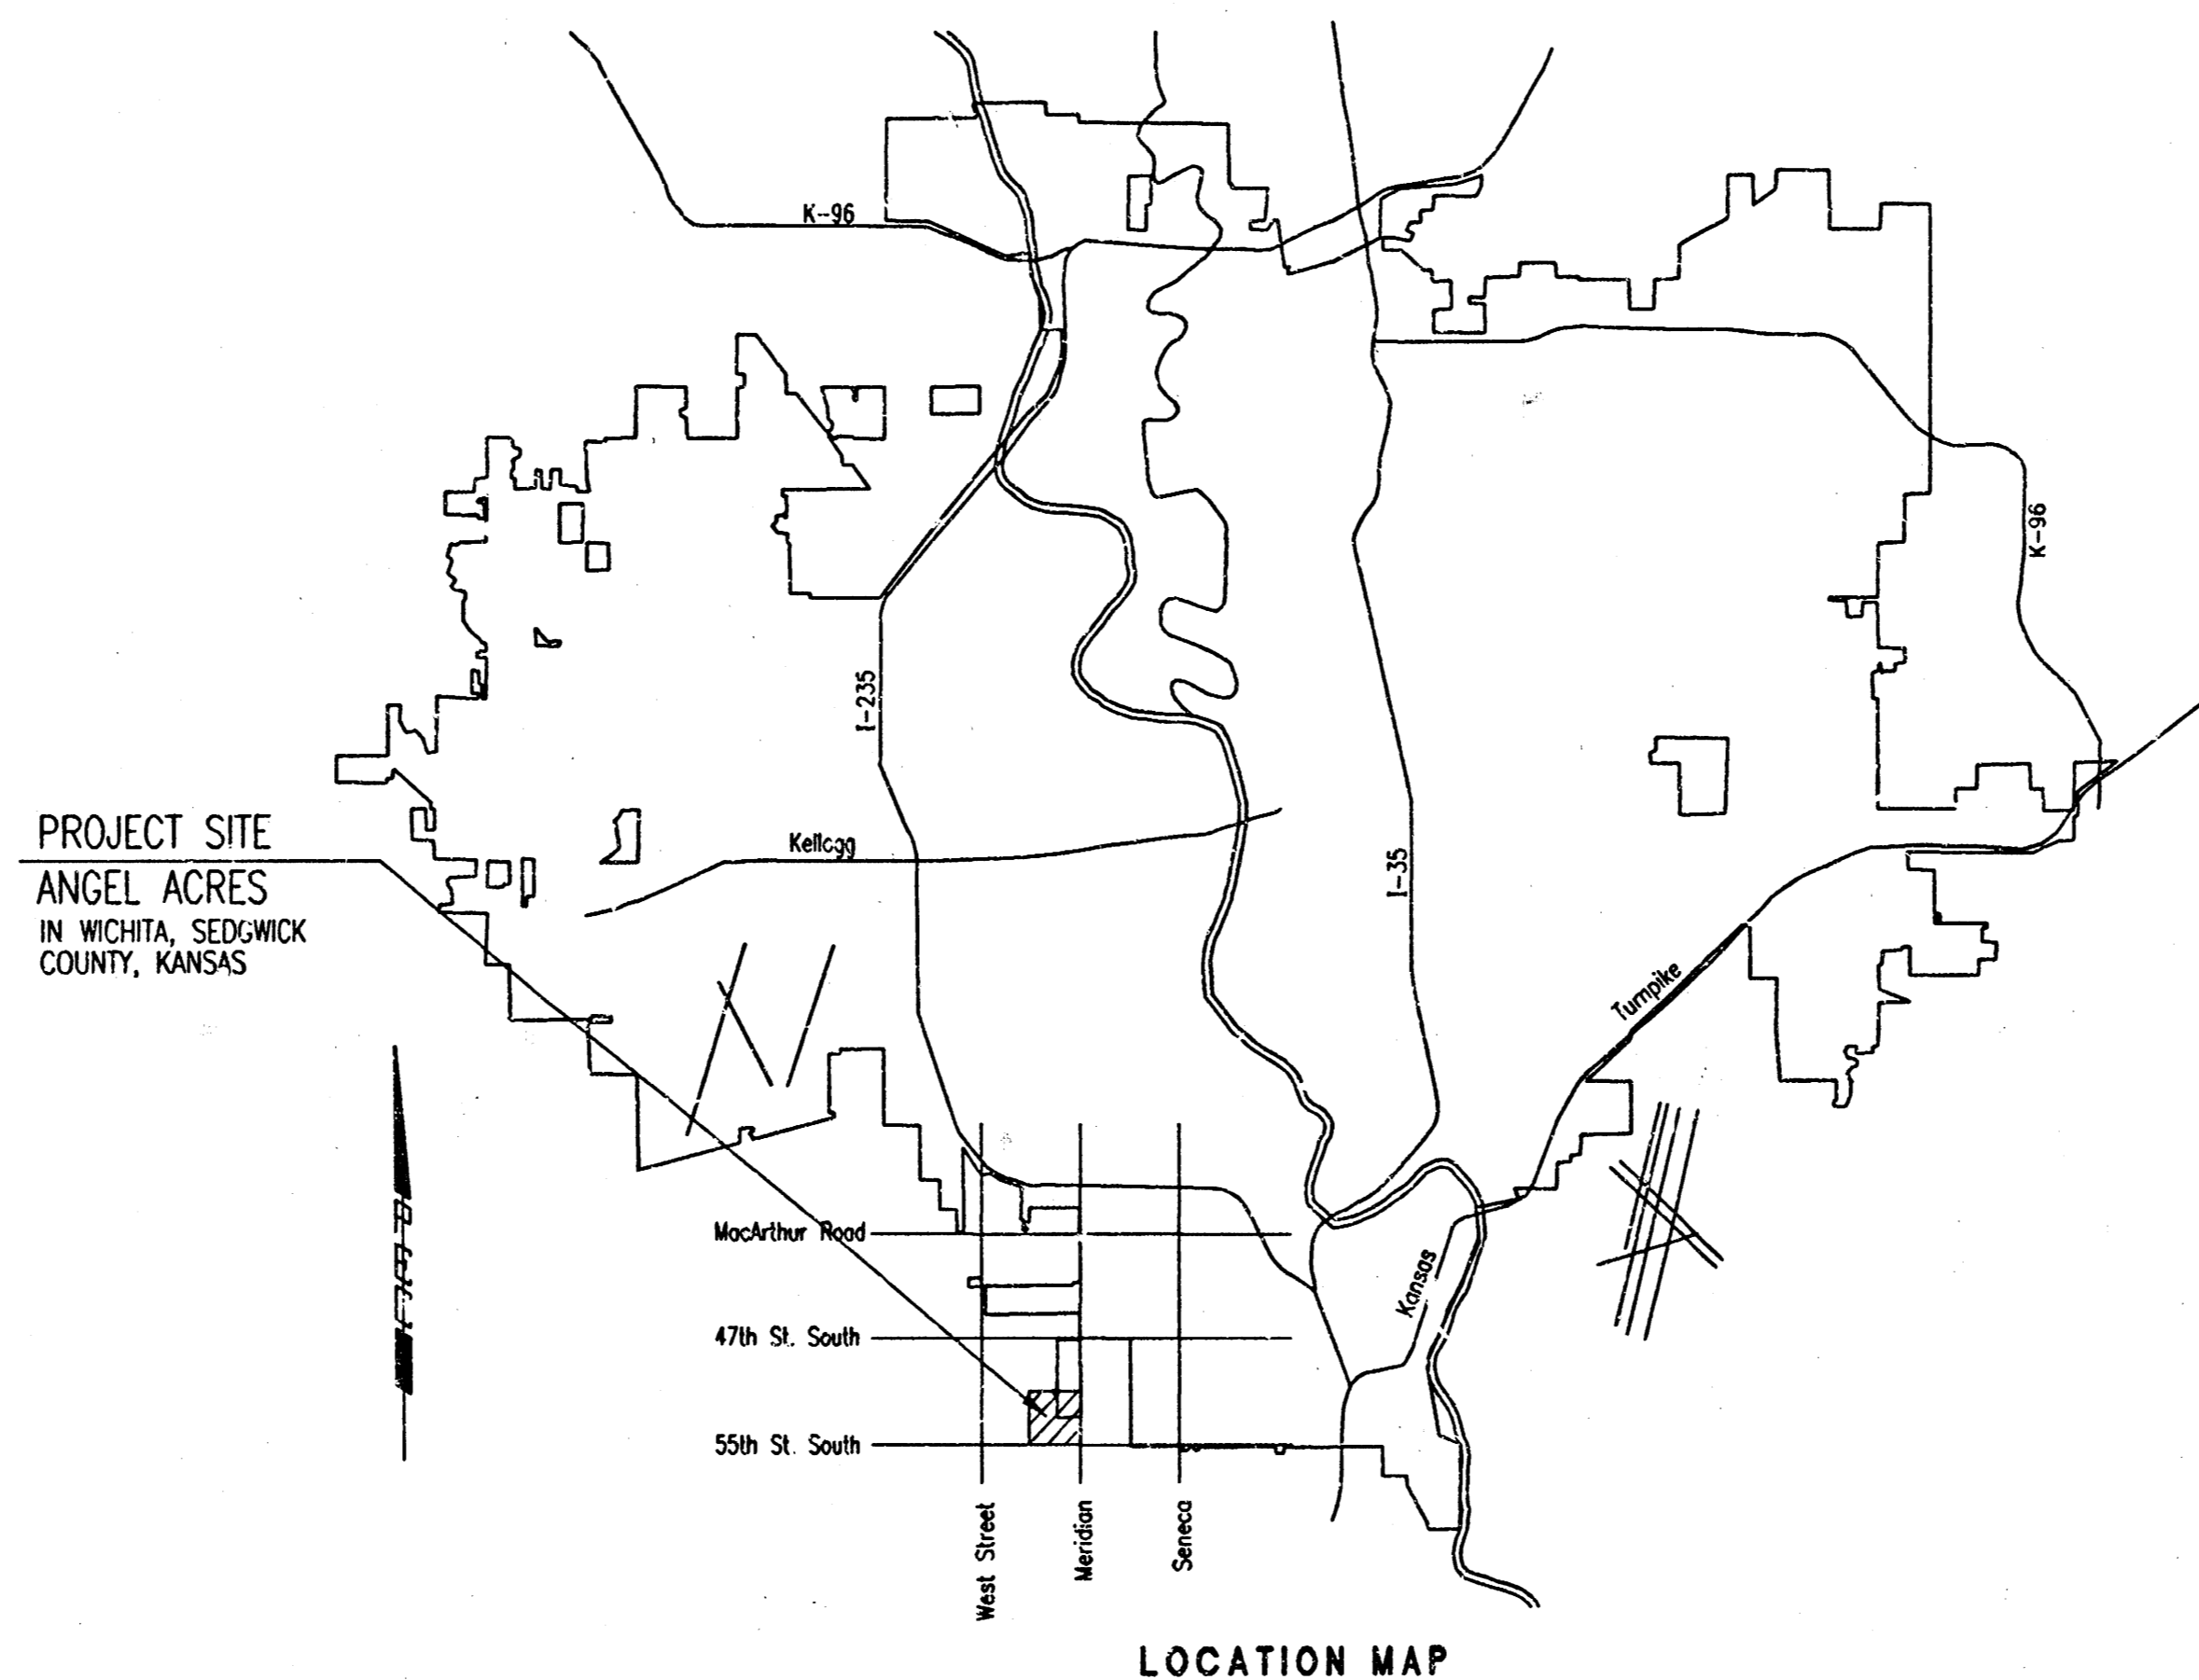 K-96
K-96
I-235
PROJECT SITE
ANGEL ACRES
IN WICHITA, SEDGWICK
COUNTY, KANSAS
Kellogg
I-35
Turnpike
Kansas
MacArthur Road
47th St. South
55th St. South
West Street
Meridian
Seneca
LOCATION MAP